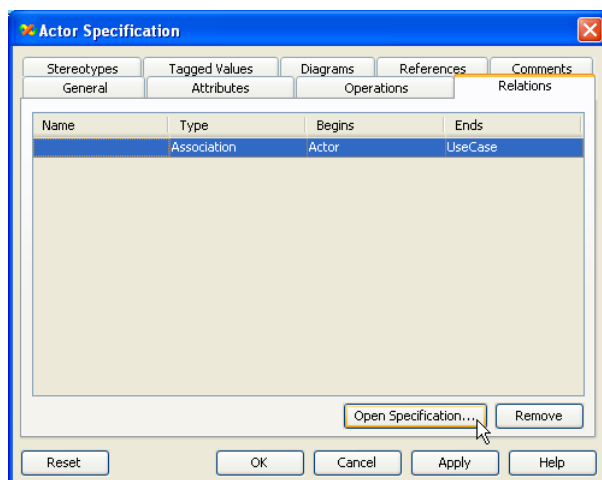 Actor Specification
Stereotypes Tagged Values Diagrams References Comments
General Attributes Operations Relations
Name Type Begins Ends
Association Actor UseCase
Open Specification... Remove
Reset OK Cancel Apply Help